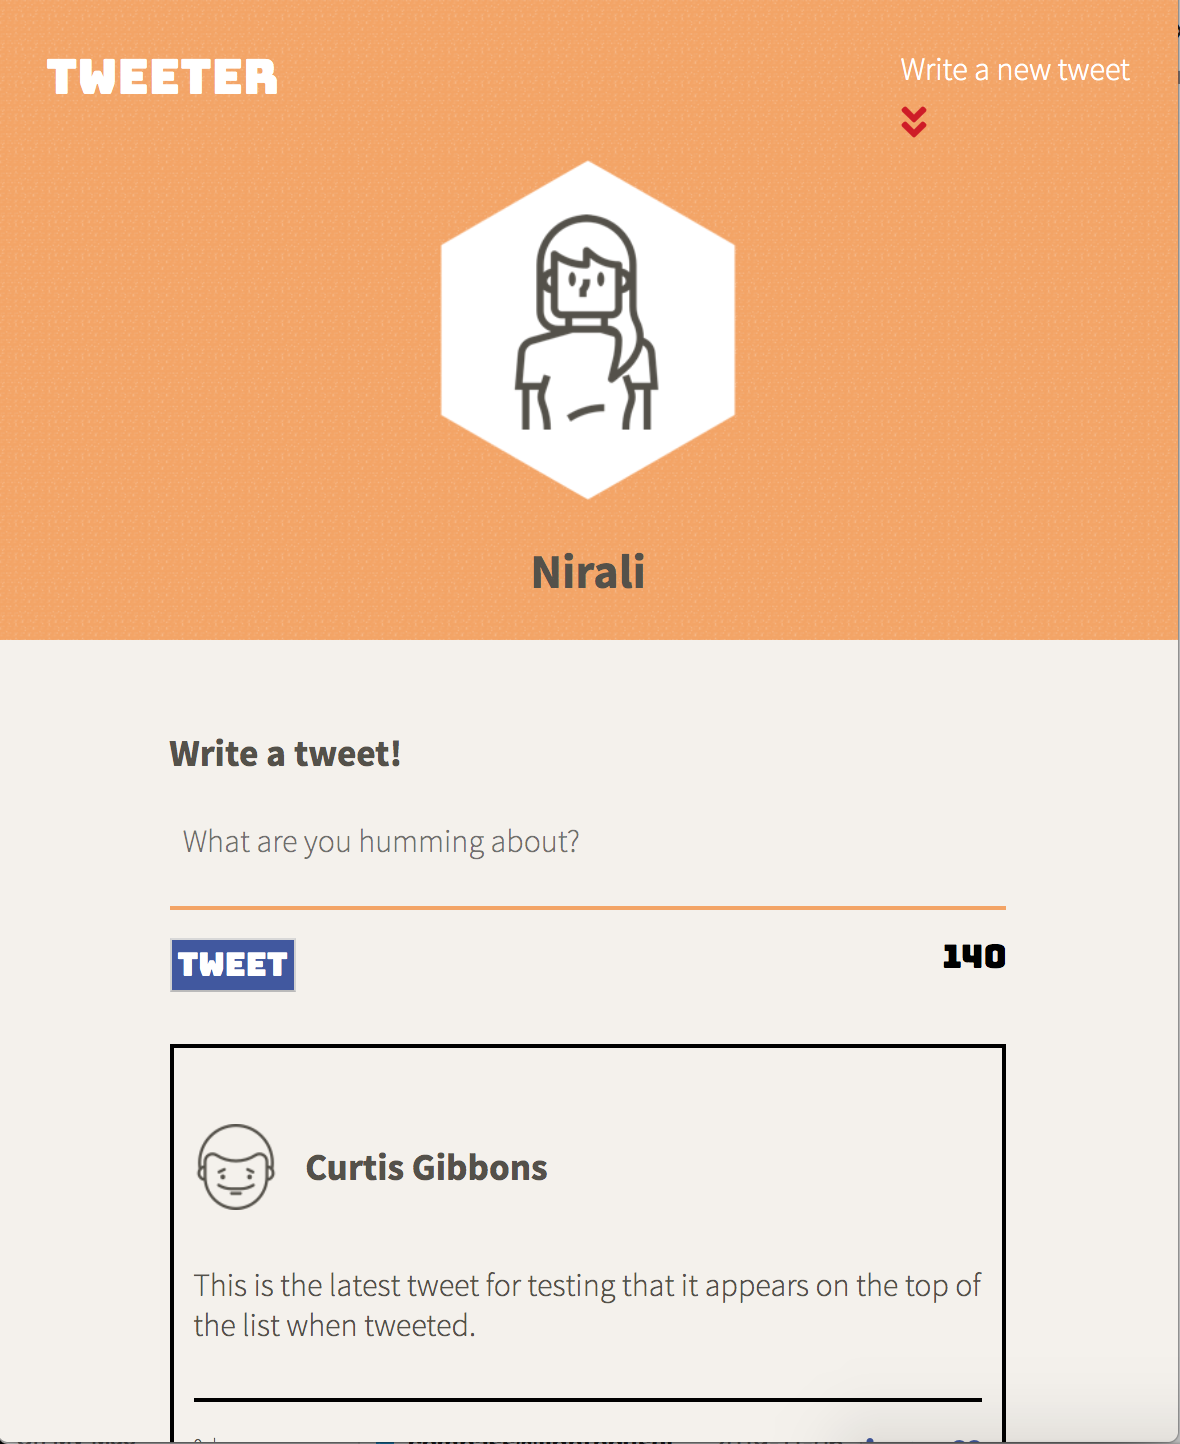 TWEETER
Write a new tweet
Nirali
Write a tweet!
What are you humming about?
TWEET
140
Curtis Gibbons
This is the latest tweet for testing that it appears on the top of
the list when tweeted.